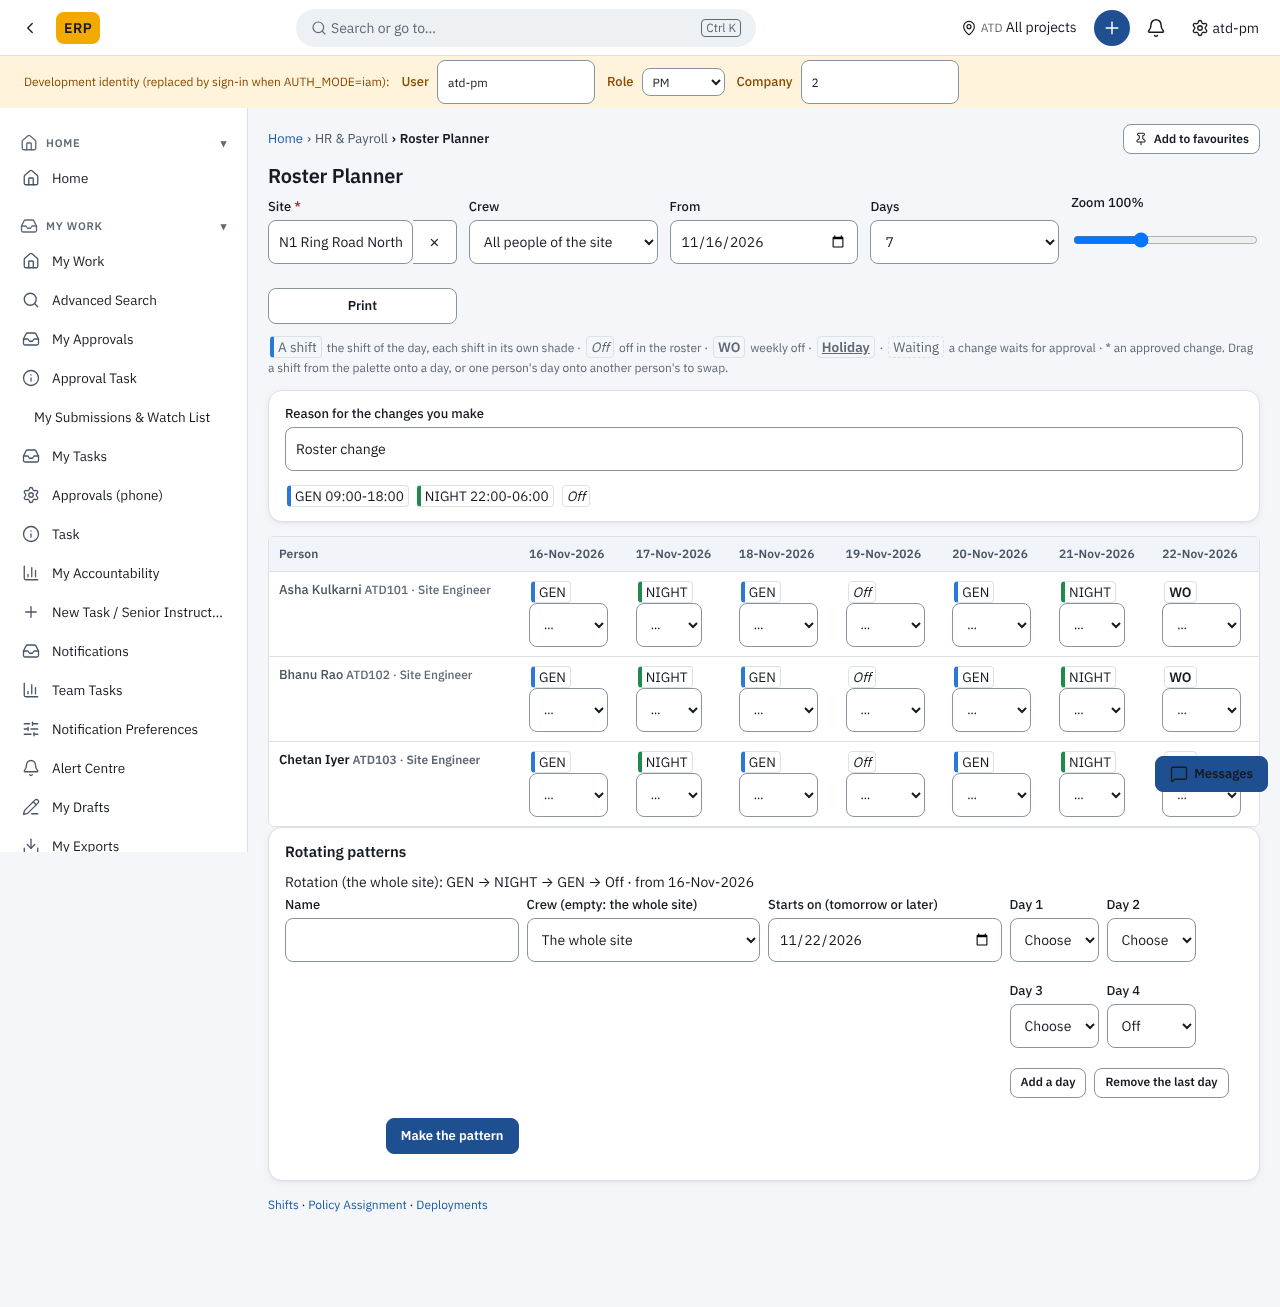 ERP
Search or go to...
Ctrl K
ATD All projects
atd-pm
Development identity (replaced by sign-in when AUTH_MODE=iam): User atd-pm Role PM Company 2
HOME
Home
MY WORK
My Work
Advanced Search
My Approvals
Approval Task
My Submissions & Watch List
My Tasks
Approvals (phone)
Task
My Accountability
New Task / Senior Instruct...
Notifications
Team Tasks
Notification Preferences
Alert Centre
My Drafts
My Exports
Home › HR & Payroll › Roster Planner
Add to favourites
Roster Planner
Site * Crew From Days Zoom 100%
N1 Ring Road North × All people of the site 11/16/2026 7
Print
A shift the shift of the day, each shift in its own shade · Off off in the roster · WO weekly off · Holiday · Waiting a change waits for approval · * an approved change. Drag
a shift from the palette onto a day, or one person's day onto another person's to swap.
Reason for the changes you make
Roster change
GEN 09:00-18:00 NIGHT 22:00-06:00 Off
Person 16-Nov-2026 17-Nov-2026 18-Nov-2026 19-Nov-2026 20-Nov-2026 21-Nov-2026 22-Nov-2026
Asha Kulkarni ATD101 · Site Engineer GEN NIGHT GEN Off GEN NIGHT WO
... ... ... ... ... ... ...
Bhanu Rao ATD102 · Site Engineer GEN NIGHT GEN Off GEN NIGHT WO
... ... ... ... ... ... ...
Chetan Iyer ATD103 · Site Engineer GEN NIGHT GEN Off GEN NIGHT
... ... ... ... ... ... ...
Messages
Rotating patterns
Rotation (the whole site): GEN → NIGHT → GEN → Off · from 16-Nov-2026
Name Crew (empty: the whole site) Starts on (tomorrow or later) Day 1 Day 2
The whole site 11/22/2026 Choose Choose
Day 3 Day 4
Choose Off
Add a day Remove the last day
Make the pattern
Shifts · Policy Assignment · Deployments